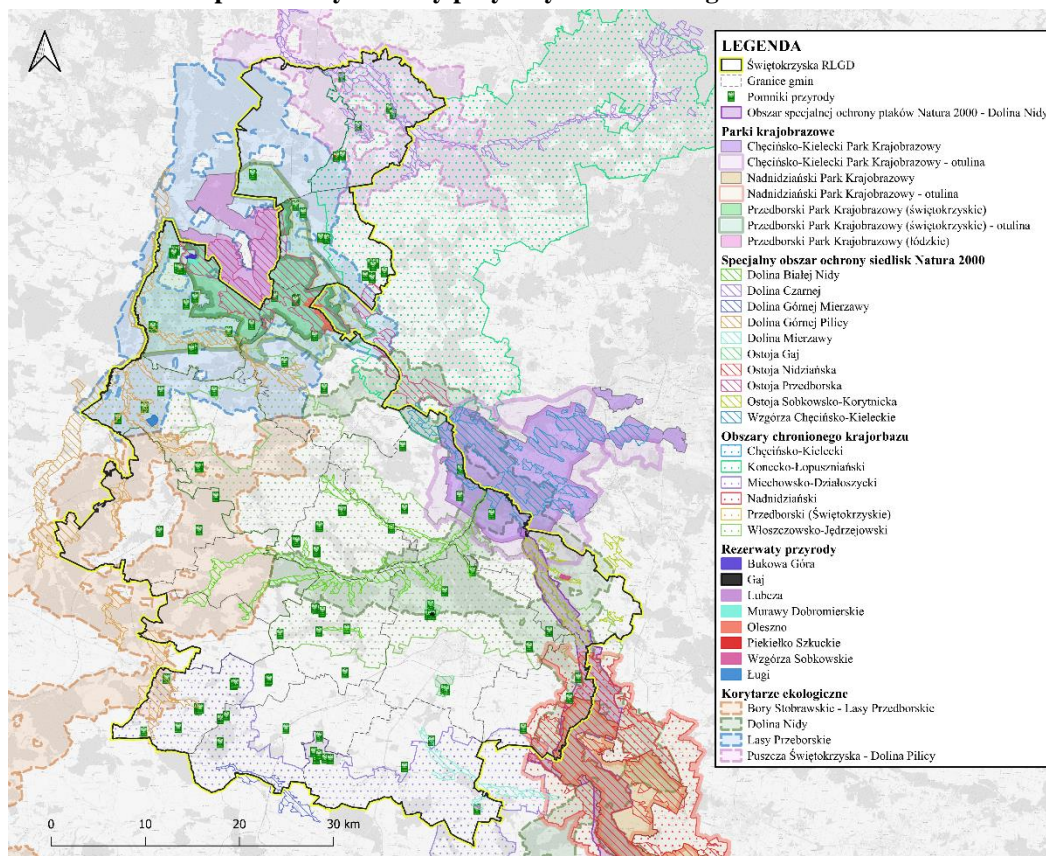 LEGENDA
Świętokrzyska RLGD
Granice gmin
Pomniki przyrody
Obszar specjalnej ochrony ptaków Natura 2000 - Dolina Nidy
Parki krajobrazowe
Chęcińsko-Kielecki Park Krajobrazowy
Chęcińsko-Kielecki Park Krajobrazowy - otulina
Nadnidziański Park Krajobrazowy
Nadnidziański Park Krajobrazowy - otulina
Przedborski Park Krajobrazowy (świętokrzyskie)
Przedborski Park Krajobrazowy (świętokrzyskie) - otulina
Przedborski Park Krajobrazowy (łódzkie)
Specjalny obszar ochrony siedlisk Natura 2000
Dolina Białej Nidy
Dolina Czarnej
Dolina Górnej Mierzawy
Dolina Górnej Pilicy
Dolina Mierzawy
Ostoja Gaj
Ostoja Nidziańska
Ostoja Przedborska
Ostoja Sobkowsko-Korytnicka
Wzgórza Chęcińsko-Kieleckie
Obszary chronionego krajorbazu
Chęcińsko-Kielecki
Konecko-Łopuszniański
Miechowsko-Działoszycki
Nadnidziański
Przedborski (Świętokrzyskie)
Włoszczowsko-Jędrzejowski
Rezerwaty przyrody
Bukowa Góra
Gaj
Lubcza
Murawy Dobromierskie
Oleszno
Piekiełko Szkuckie
Wzgórza Sobkowskie
Ługi
Korytarze ekologiczne
Bory Stobrawskie - Lasy Przedborskie
Dolina Nidy
Lasy Przeborskie
Puszcza Świętokrzyska - Dolina Pilicy
0 10 20 30 km